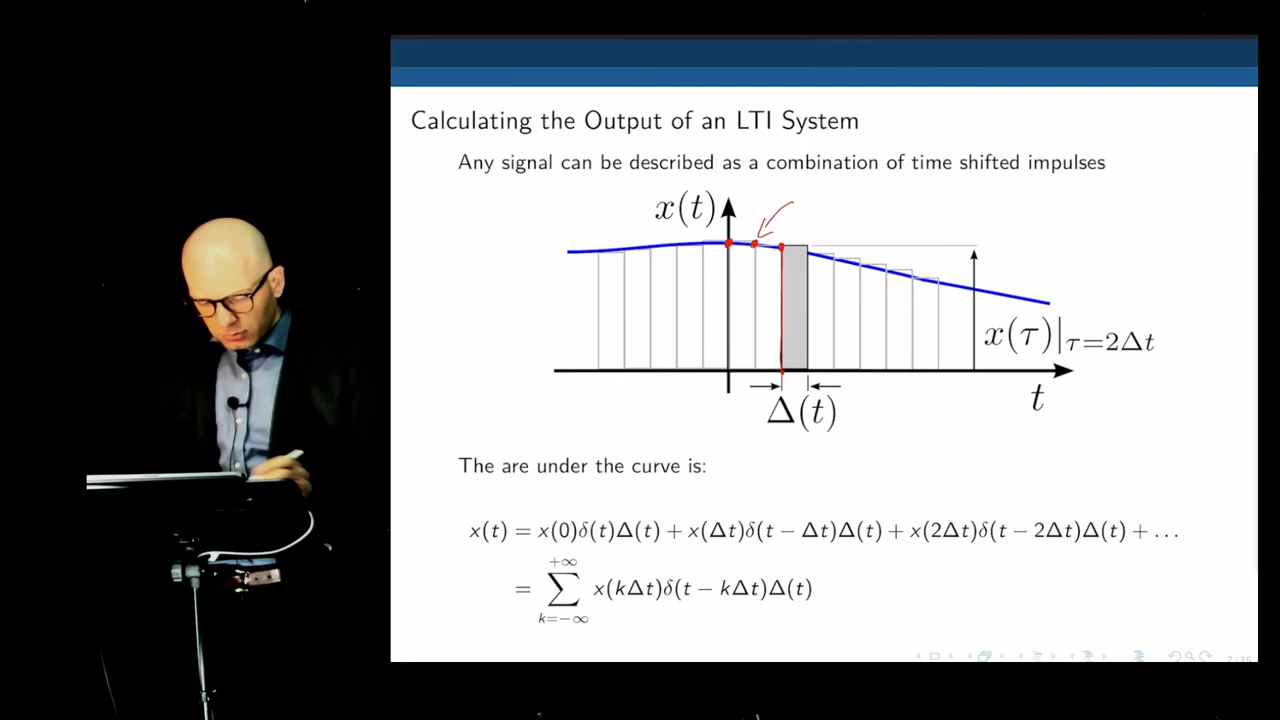 Calculating the Output of an LTI System
Any signal can be described as a combination of time shifted impulses
x(t)
x(τ)|τ=2Δt
t
Δ(t)
The are under the curve is:
x(t) = x(0)δ(t)Δ(t) + x(Δt)δ(t − Δt)Δ(t) + x(2Δt)δ(t − 2Δt)Δ(t) + . . .
= ∑ k=−∞ +∞ x(kΔt)δ(t − kΔt)Δ(t)